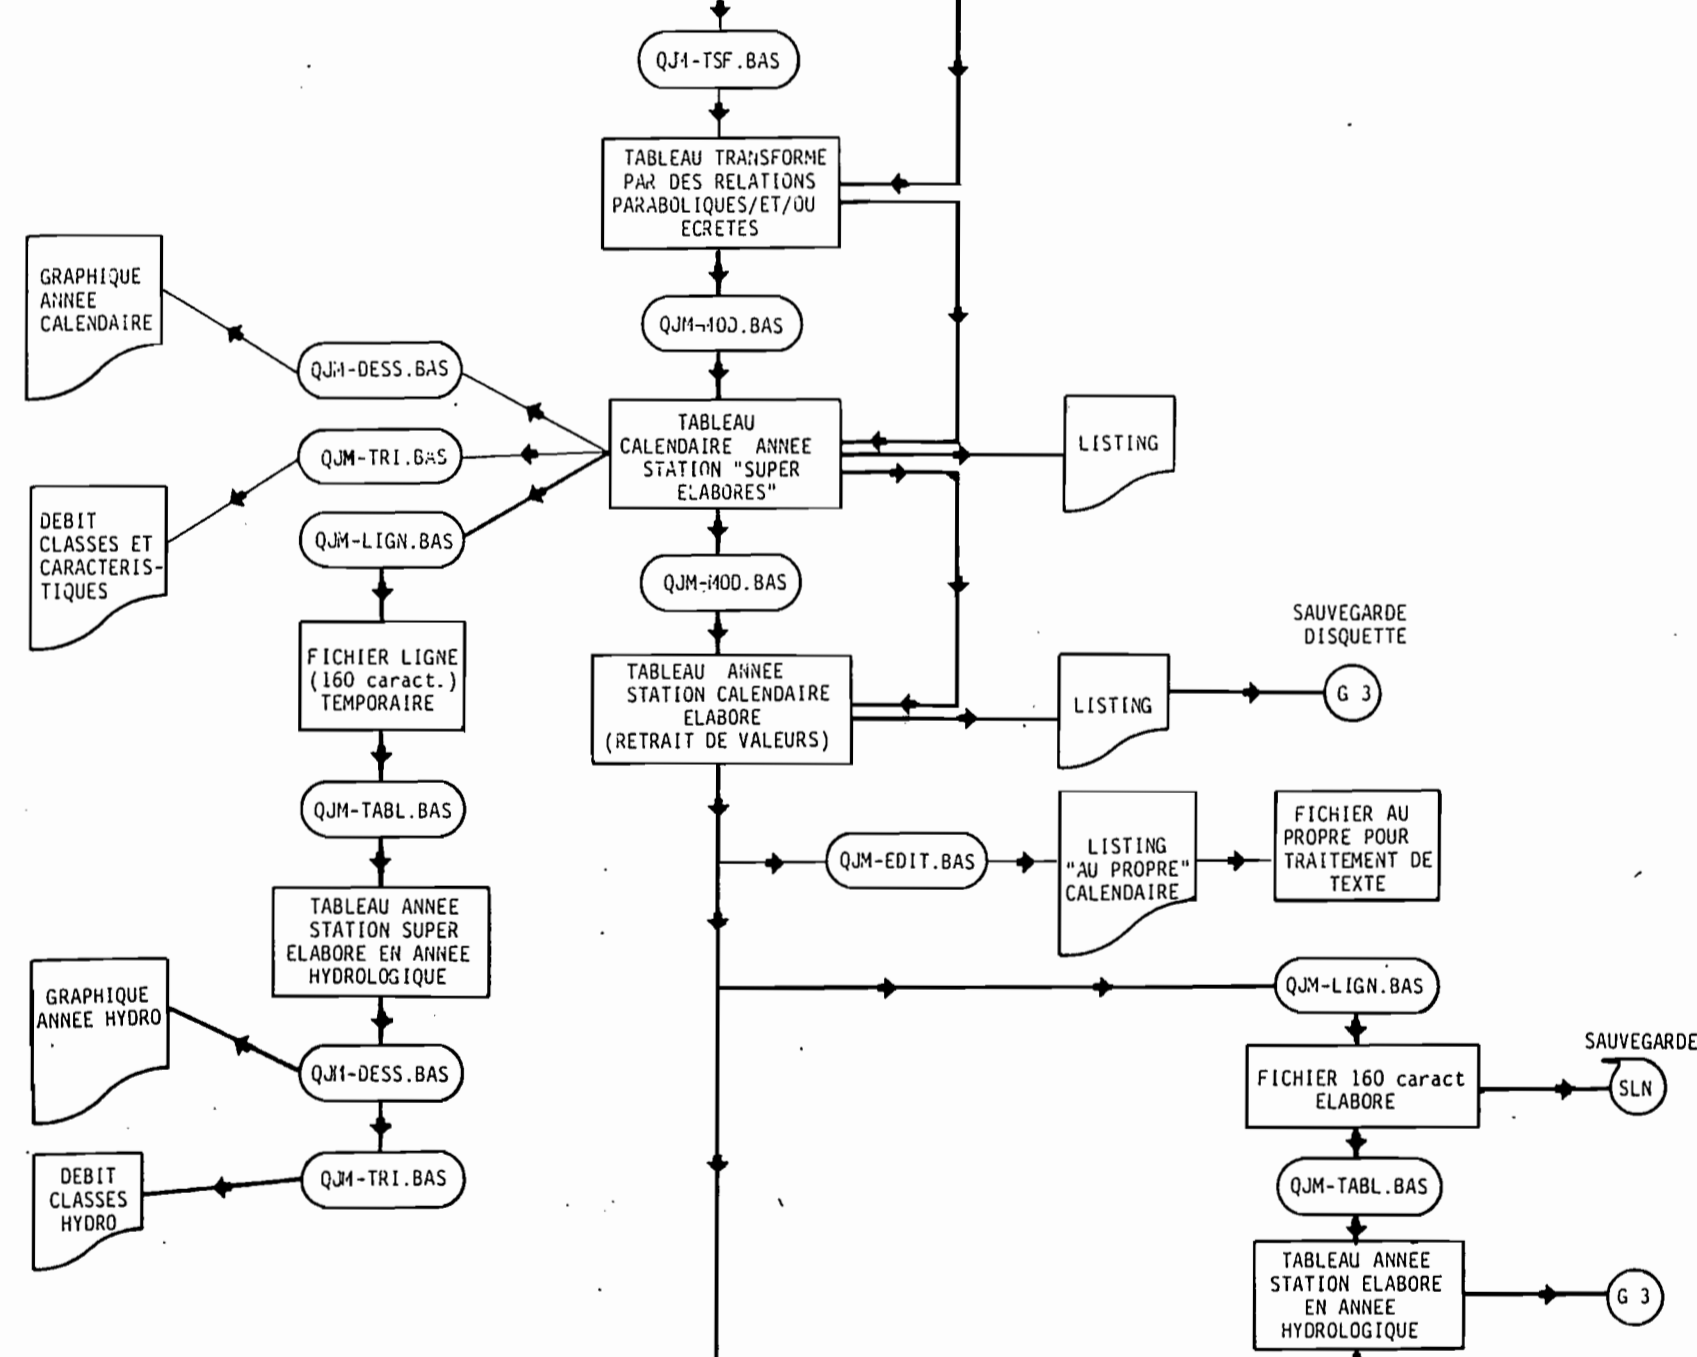 QJM-TSF.BAS
TABLEAU TRANSFORME
PAR DES RELATIONS
PARABOLIQUES/ET/OU
ECRETES
GRAPHIQUE
ANNEE
CALENDAIRE
QJM-MOD.BAS
QJM-DESS.BAS
TABLEAU
CALENDAIRE ANNEE
STATION "SUPER
ELABORES"
LISTING
QJM-TRI.BAS
DEBIT
CLASSES ET
CARACTERIS-
TIQUES
QJM-LIGN.BAS
QJM-MOD.BAS
SAUVEGARDE
DISQUETTE
FICHIER LIGNE
(160 caract.)
TEMPORAIRE
TABLEAU ANNEE
STATION CALENDAIRE
ELABORE
(RETRAIT DE VALEURS)
LISTING
G 3
QJM-TABL.BAS
QJM-EDIT.BAS
LISTING
"AU PROPRE"
CALENDAIRE
FICHIER AU
PROPRE POUR
TRAITEMENT DE
TEXTE
TABLEAU ANNEE
STATION SUPER
ELABORE EN ANNEE
HYDROLOGIQUE
GRAPHIQUE
ANNEE HYDRO
QJM-LIGN.BAS
QJM-DESS.BAS
FICHIER 160 caract
ELABORE
SAUVEGARDE
SLN
DEBIT
CLASSES
HYDRO
QJM-TRI.BAS
QJM-TABL.BAS
TABLEAU ANNEE
STATION ELABORE
EN ANNEE
HYDROLOGIQUE
G 3